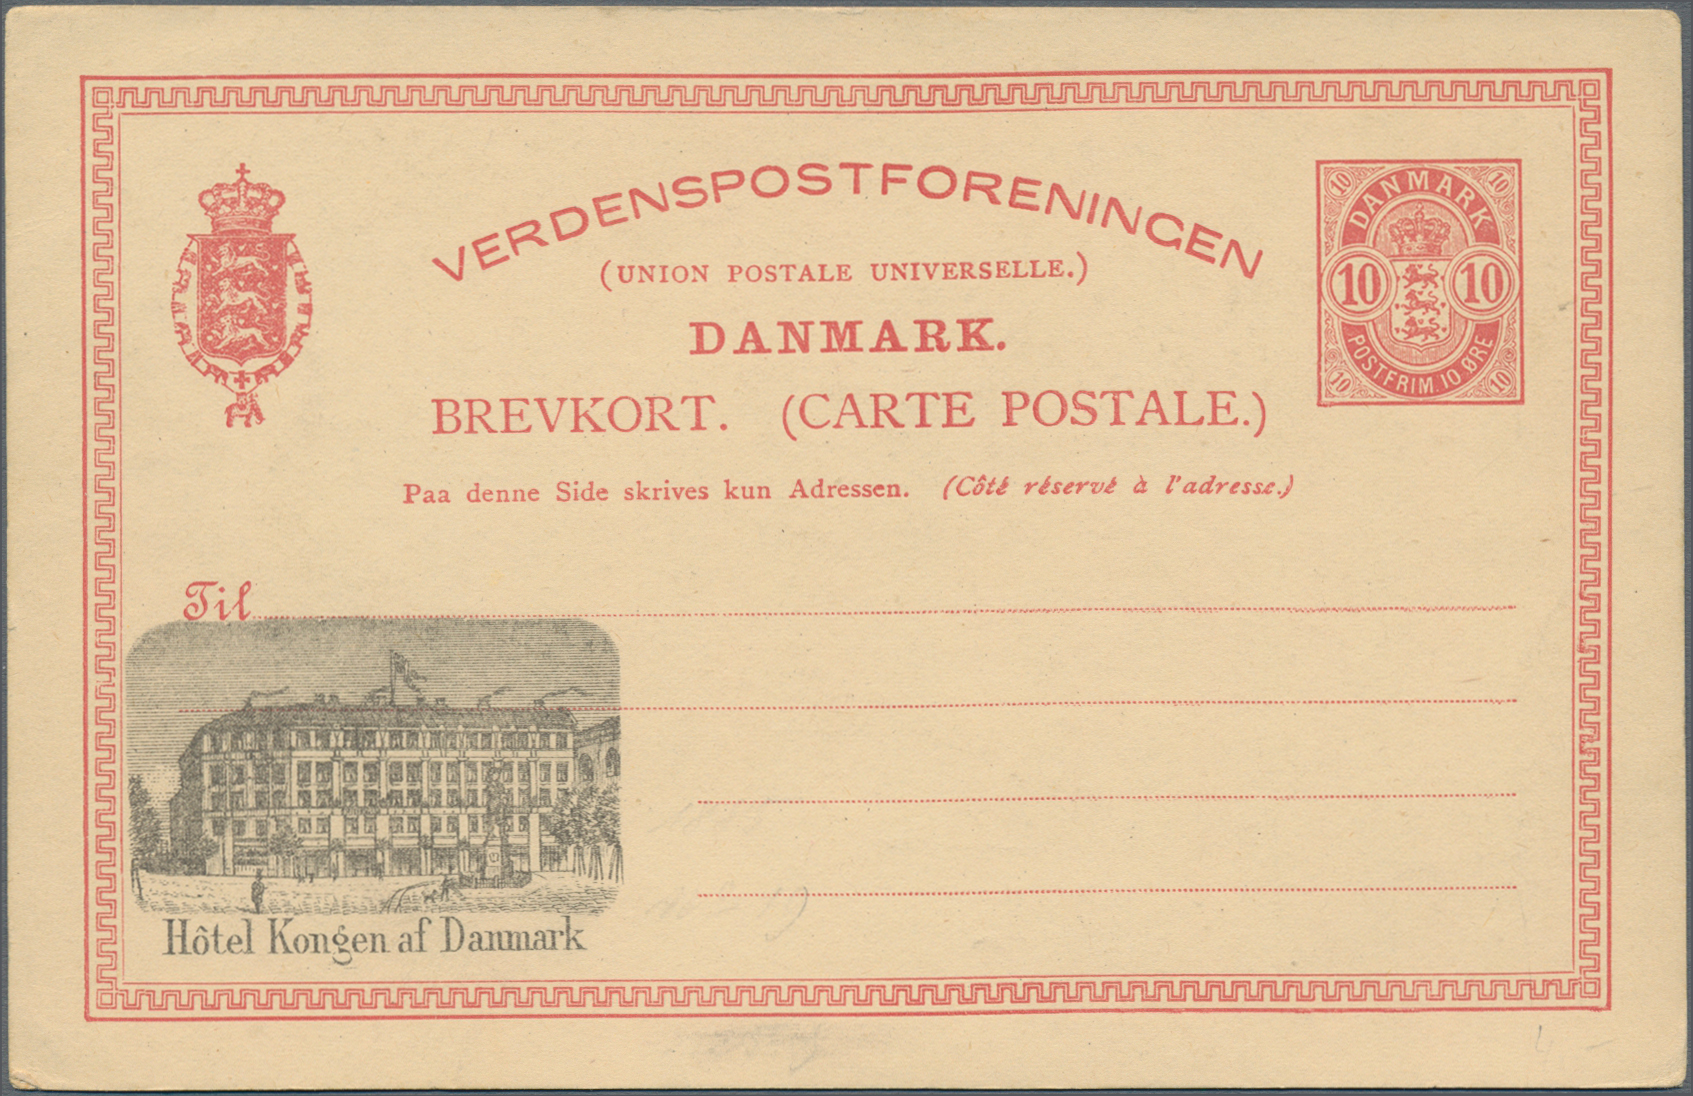 VERDENSPOSTFORENINGEN
(UNION POSTALE UNIVERSELLE.)
DANMARK.
BREVKORT. (CARTE POSTALE.)
Paa denne Side skrives kun Adressen. (Côté réservé à l'adresse.)
10 10
DANMARK
10 10
POSTFRIM. 10 ØRE
10 10
Til
Hôtel Kongen af Danmark